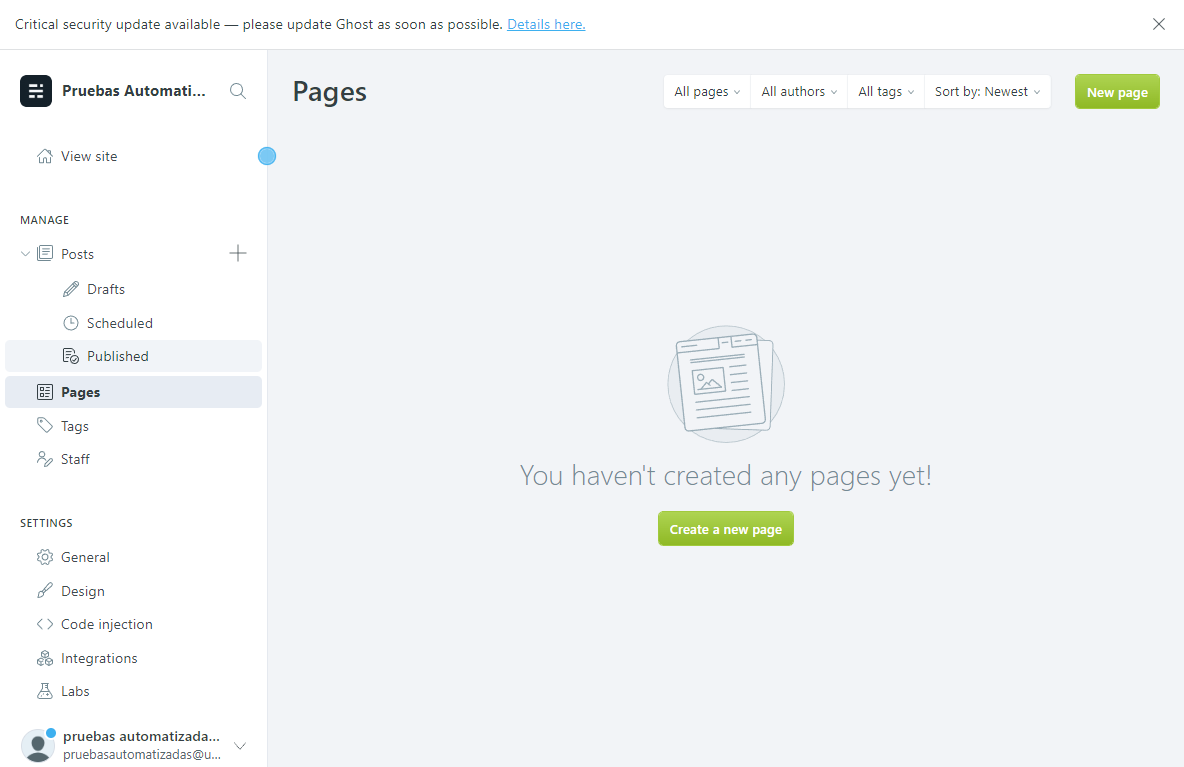 Critical security update available — please update Ghost as soon as possible. Details here.
Pruebas Automati...
View site
MANAGE
Posts
Drafts
Scheduled
Published
Pages
Tags
Staff
SETTINGS
General
Design
Code injection
Integrations
Labs
pruebas automatizada...
pruebasautomatizadas@u...
Pages
All pages
All authors
All tags
Sort by: Newest
New page
You haven't created any pages yet!
Create a new page